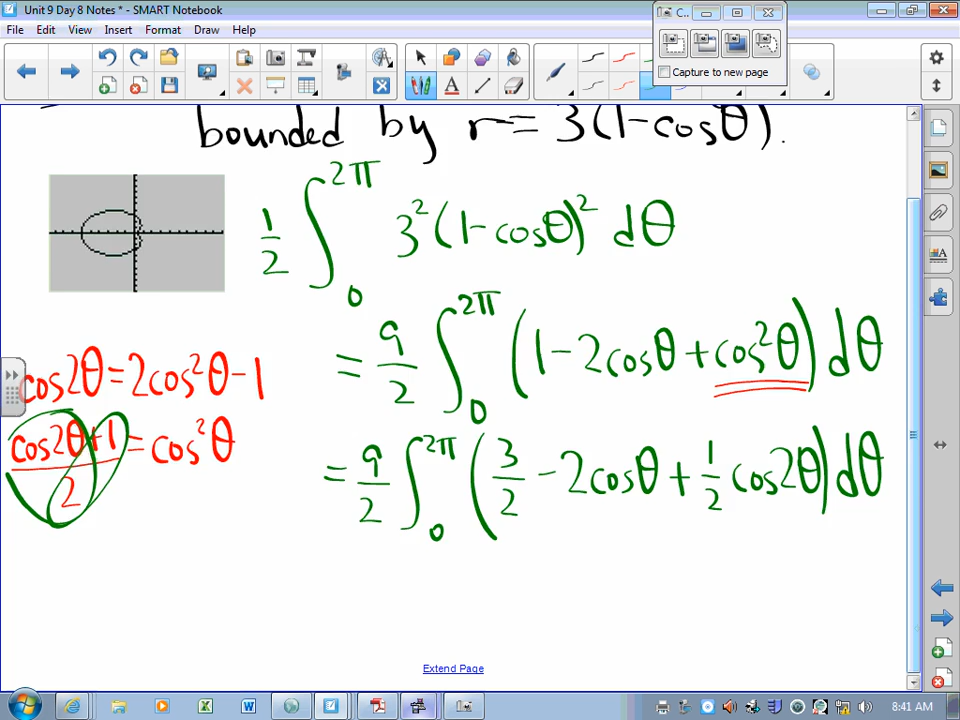 Unit 9 Day 8 Notes * - SMART Notebook
C...
File Edit View Insert Format Draw Help
Capture to new page
bounded by r = 3(1-cosθ).
1/2 ∫₀^2π 3²(1-cosθ)² dθ
= 9/2 ∫₀^2π (1-2cosθ+cos²θ) dθ
cos2θ=2cos²θ-1
(cos2θ+1)/2 = cos²θ
= 9/2 ∫₀^2π (3/2 - 2cosθ + 1/2 cos2θ) dθ
Extend Page
8:41 AM